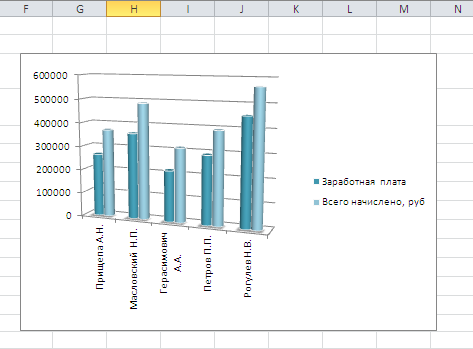 F G H I J K L M N
600000
500000
400000
300000
200000
100000
0
Прищепа А.Н.
Масловский Н.П.
Герасимович
А.А.
Петров П.П.
Рогулев Н.В.
Заработная плата
Всего начислено, руб